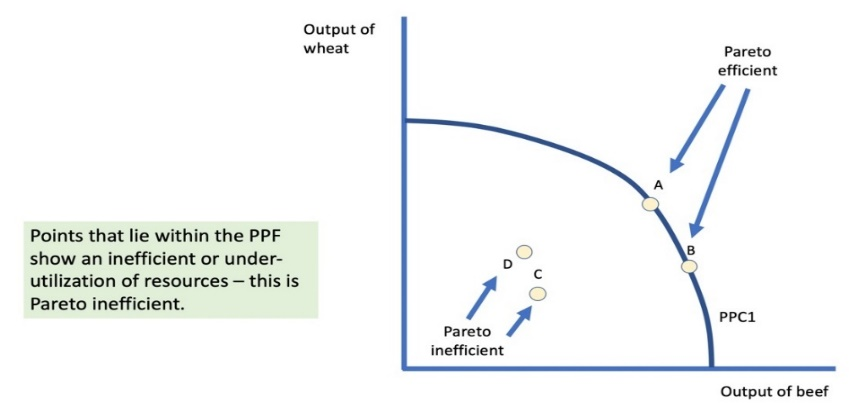 Output of
wheat
Pareto
efficient
A
B
D
C
Points that lie within the PPF
show an inefficient or under-
utilization of resources – this is
Pareto inefficient.
Pareto
inefficient
PPC1
Output of beef